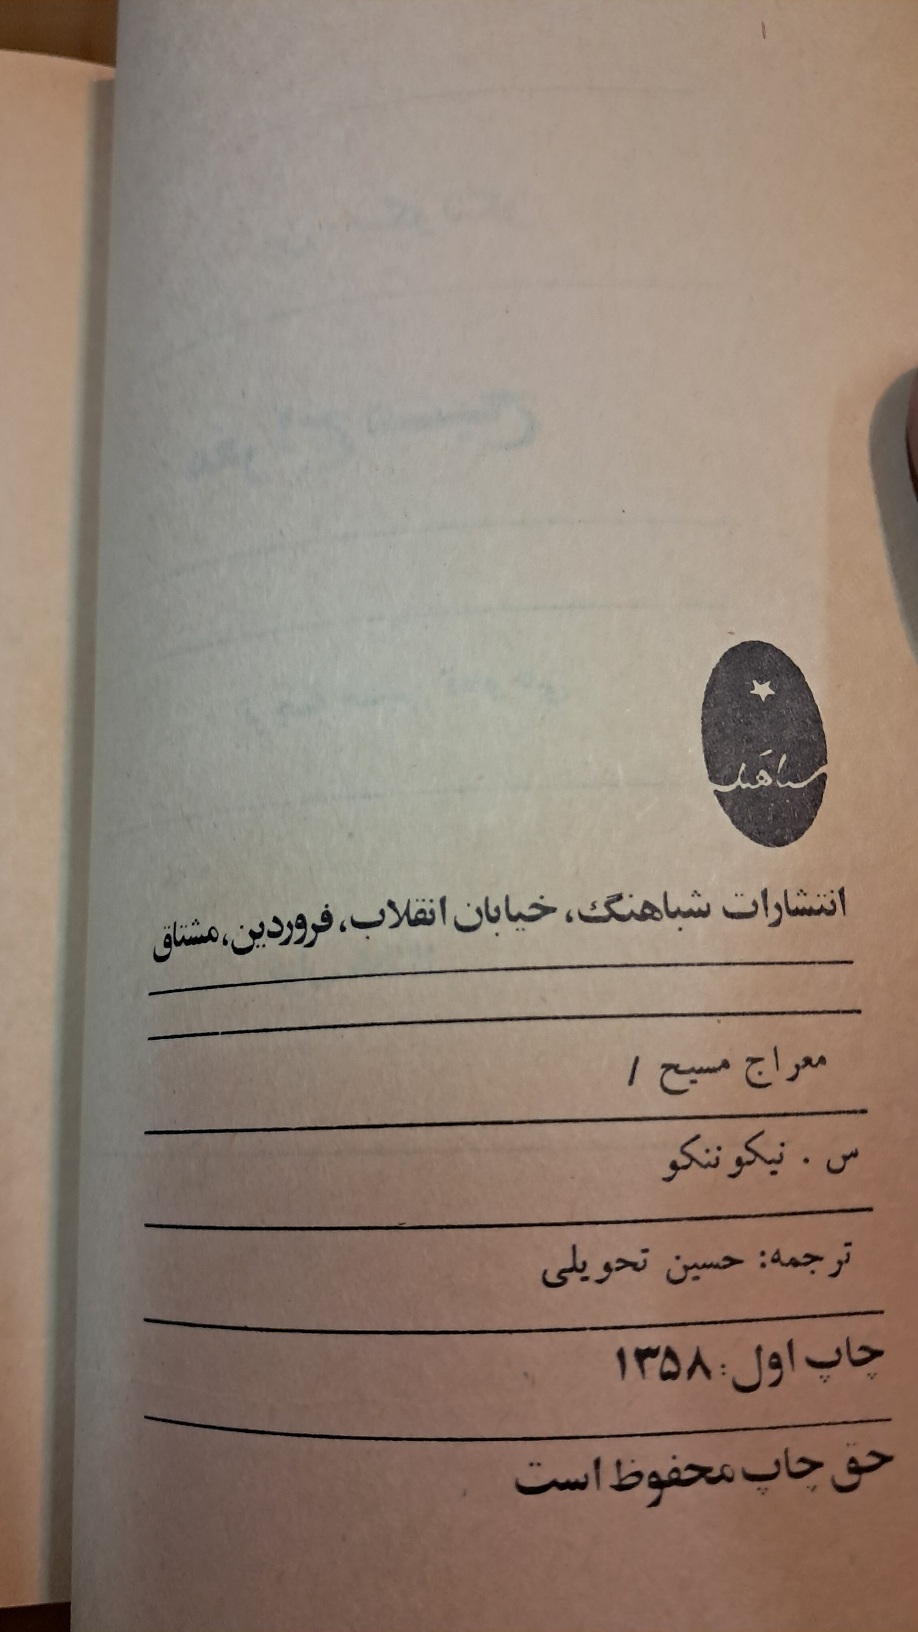 شباهنگ
انتشارات شباهنگ، خیابان انقلاب، فروردین، مشتاق
معراج مسیح /
س . نیکوننکو
ترجمه: حسین تحویلی
چاپ اول: ۱۳۵۸
حق چاپ محفوظ است